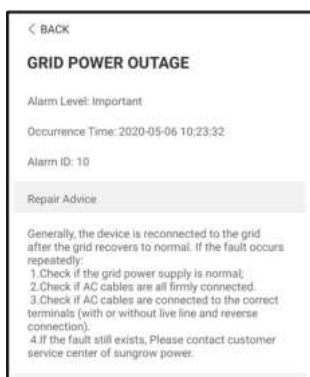 < BACK
GRID POWER OUTAGE
Alarm Level: Important
Occurrence Time: 2020-05-06 10:23:32
Alarm ID: 10
Repair Advice
Generally, the device is reconnected to the grid
after the grid recovers to normal. If the fault occurs
repeatedly:
1.Check if the grid power supply is normal;
2.Check if AC cables are all firmly connected.
3.Check if AC cables are connected to the correct
terminals (with or without live line and reverse
connection).
4.If the fault still exists, Please contact customer
service center of sungrow power.